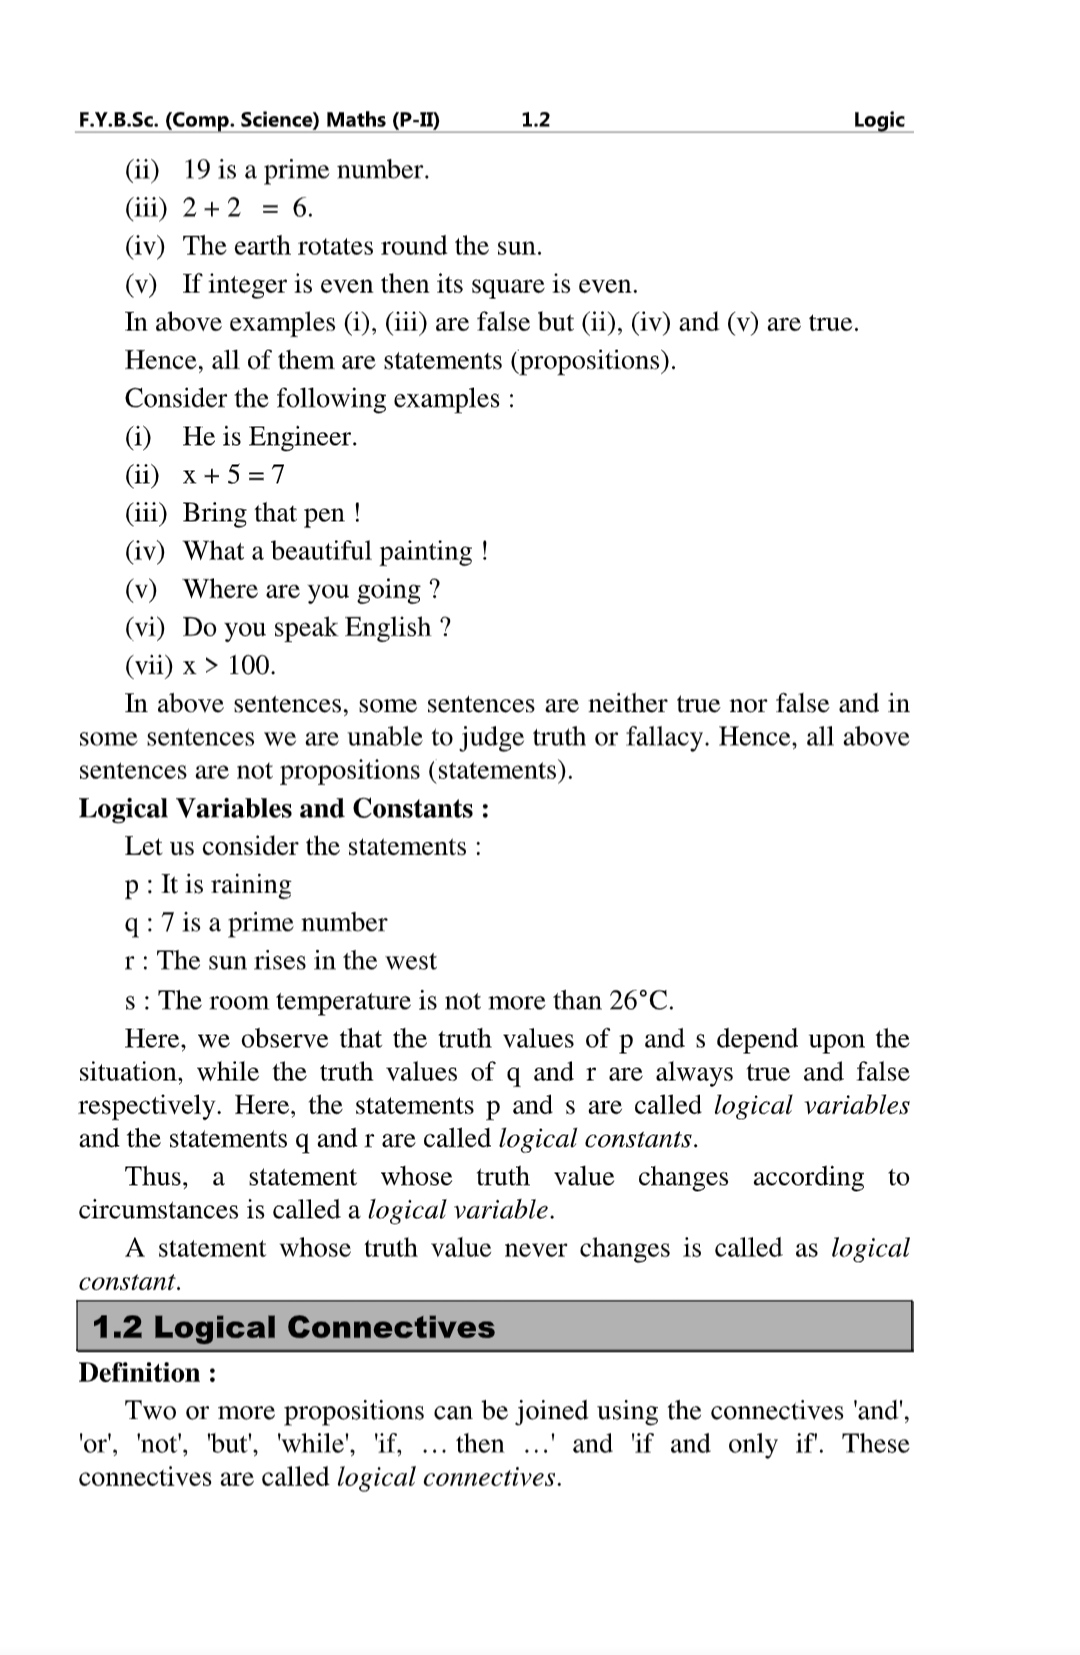 F.Y.B.Sc. (Comp. Science) Maths (P-II) 1.2 Logic
(ii) 19 is a prime number.
(iii) 2 + 2 = 6.
(iv) The earth rotates round the sun.
(v) If integer is even then its square is even.
In above examples (i), (iii) are false but (ii), (iv) and (v) are true.
Hence, all of them are statements (propositions).
Consider the following examples :
(i) He is Engineer.
(ii) x + 5 = 7
(iii) Bring that pen !
(iv) What a beautiful painting !
(v) Where are you going ?
(vi) Do you speak English ?
(vii) x > 100.
In above sentences, some sentences are neither true nor false and in
some sentences we are unable to judge truth or fallacy. Hence, all above
sentences are not propositions (statements).
Logical Variables and Constants :
Let us consider the statements :
p : It is raining
q : 7 is a prime number
r : The sun rises in the west
s : The room temperature is not more than 26°C.
Here, we observe that the truth values of p and s depend upon the
situation, while the truth values of q and r are always true and false
respectively. Here, the statements p and s are called logical variables
and the statements q and r are called logical constants.
Thus, a statement whose truth value changes according to
circumstances is called a logical variable.
A statement whose truth value never changes is called as logical
constant.
1.2 Logical Connectives
Definition :
Two or more propositions can be joined using the connectives 'and',
'or', 'not', 'but', 'while', 'if, … then …' and 'if and only if'. These
connectives are called logical connectives.